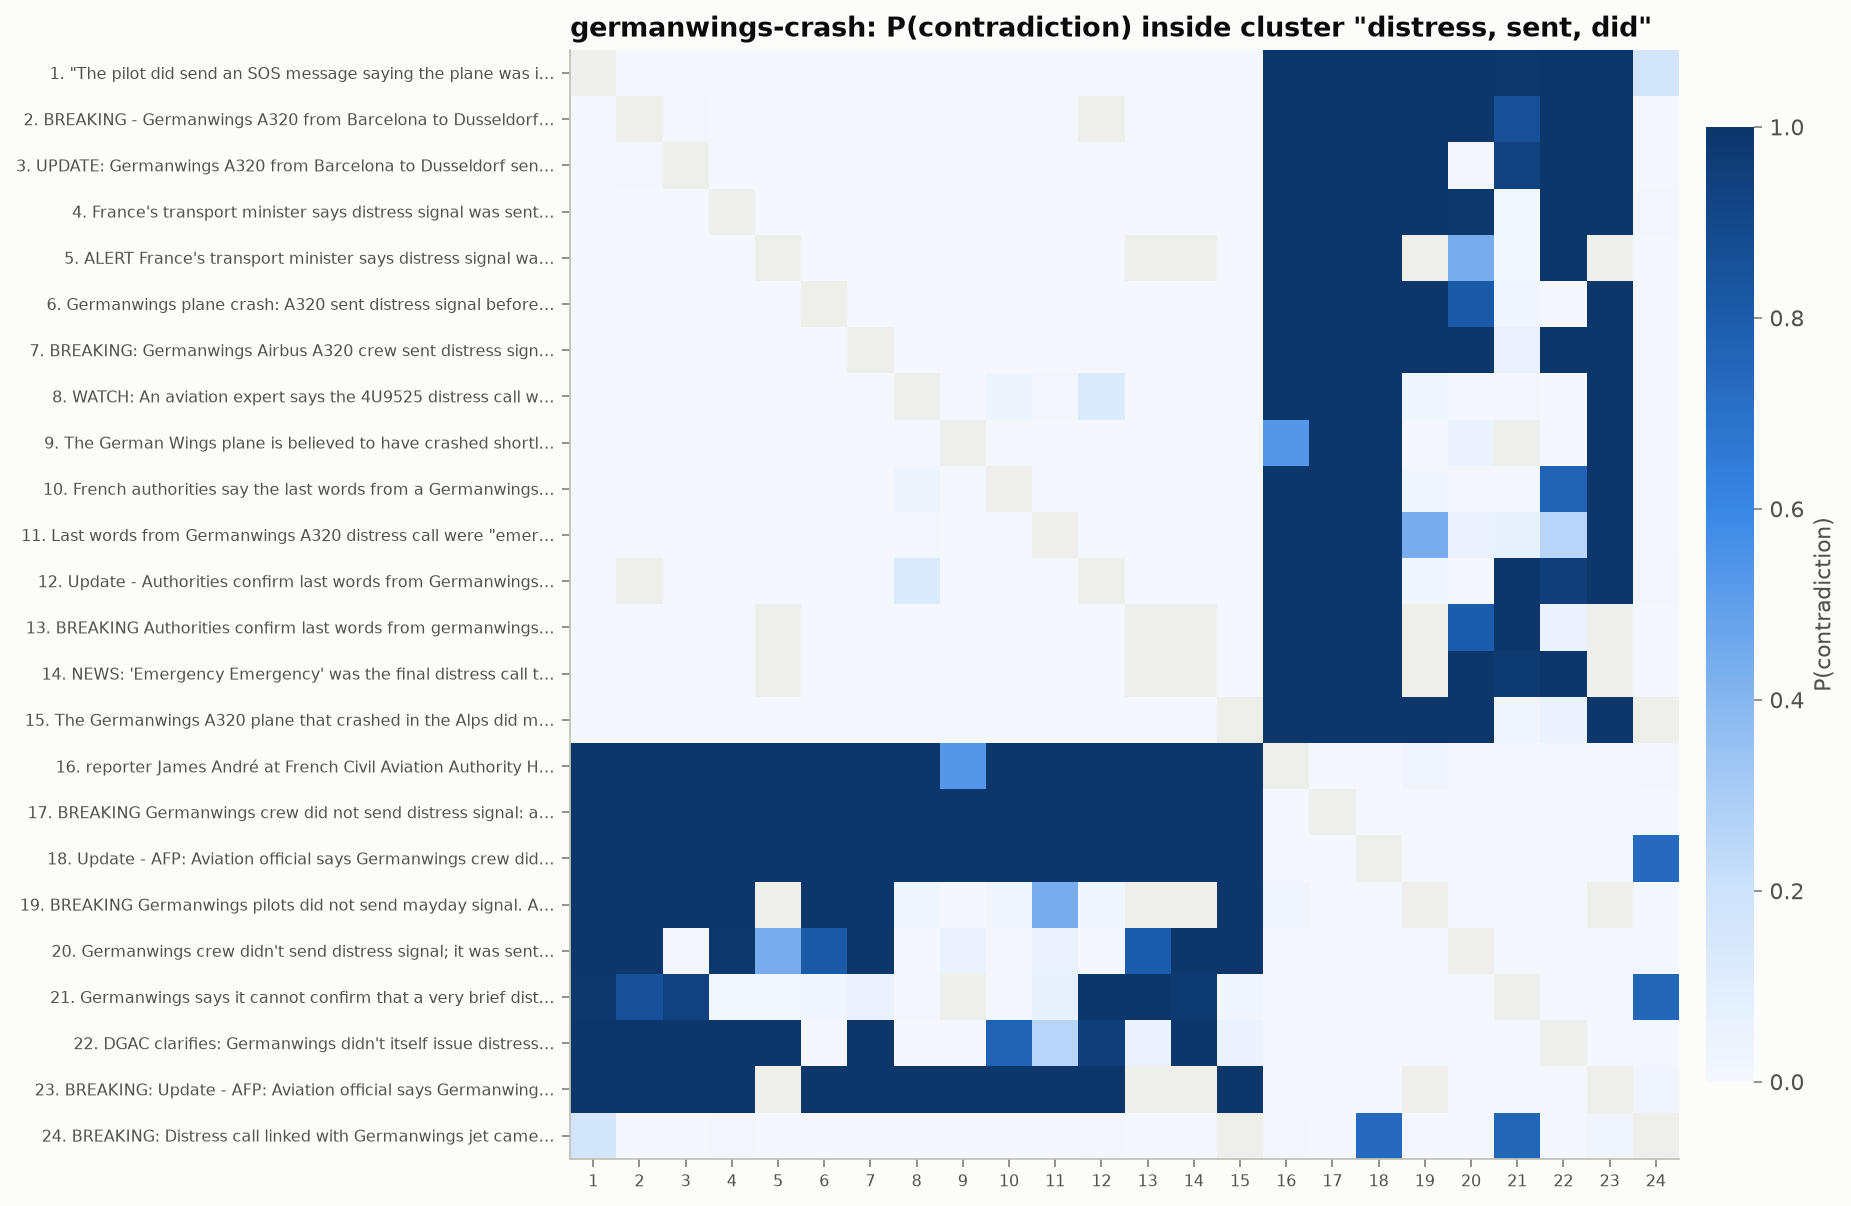 germanwings-crash: P(contradiction) inside cluster "distress, sent, did"
1. "The pilot did send an SOS message saying the plane was i...
2. BREAKING - Germanwings A320 from Barcelona to Dusseldorf...
3. UPDATE: Germanwings A320 from Barcelona to Dusseldorf sen...
4. France's transport minister says distress signal was sent...
5. ALERT France's transport minister says distress signal wa...
6. Germanwings plane crash: A320 sent distress signal before...
7. BREAKING: Germanwings Airbus A320 crew sent distress sign...
8. WATCH: An aviation expert says the 4U9525 distress call w...
9. The German Wings plane is believed to have crashed shortl...
10. French authorities say the last words from a Germanwings...
11. Last words from Germanwings A320 distress call were "emer...
12. Update - Authorities confirm last words from Germanwings...
13. BREAKING Authorities confirm last words from germanwings...
14. NEWS: 'Emergency Emergency' was the final distress call t...
15. The Germanwings A320 plane that crashed in the Alps did m...
16. reporter James André at French Civil Aviation Authority H...
17. BREAKING Germanwings crew did not send distress signal: a...
18. Update - AFP: Aviation official says Germanwings crew did...
19. BREAKING Germanwings pilots did not send mayday signal. A...
20. Germanwings crew didn't send distress signal; it was sent...
21. Germanwings says it cannot confirm that a very brief dist...
22. DGAC clarifies: Germanwings didn't itself issue distress...
23. BREAKING: Update - AFP: Aviation official says Germanwing...
24. BREAKING: Distress call linked with Germanwings jet came...
1 2 3 4 5 6 7 8 9 10 11 12 13 14 15 16 17 18 19 20 21 22 23 24
1.0
0.8
0.6
0.4
0.2
0.0
P(contradiction)